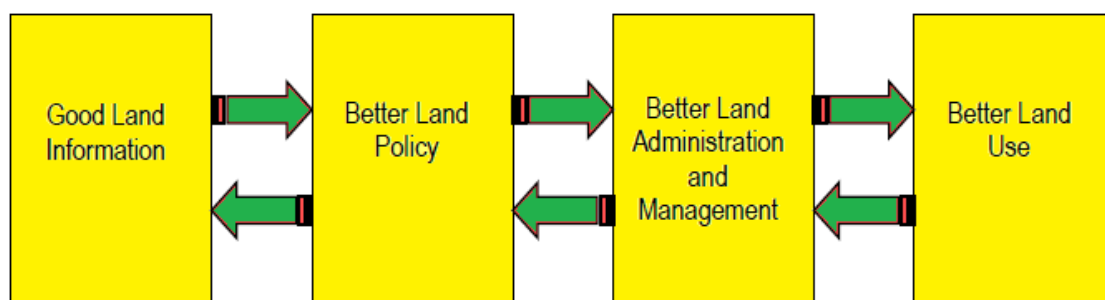 Good Land
Information
Better Land
Policy
Better Land
Administration
and
Management
Better Land
Use